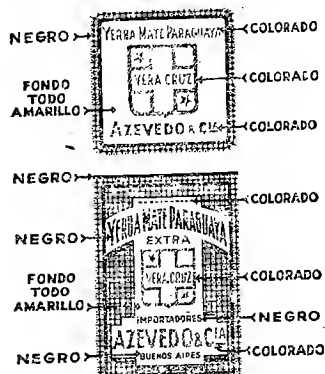 NEGRO YERBA MATE PARAGUAYA COLORADO
VERA CRUZ COLORADO
FONDO
TODO
AMARILLO
AZEVEDO & CIA COLORADO
NEGRO
COLORADO
NEGRO YERBA MATE PARAGUAYA
EXTRA
VERA CRUZ COLORADO
FONDO
TODO
AMARILLO
IMPORTADORES NEGRO
AZEVEDO & CIA COLORADO
NEGRO BUENOS AIRES